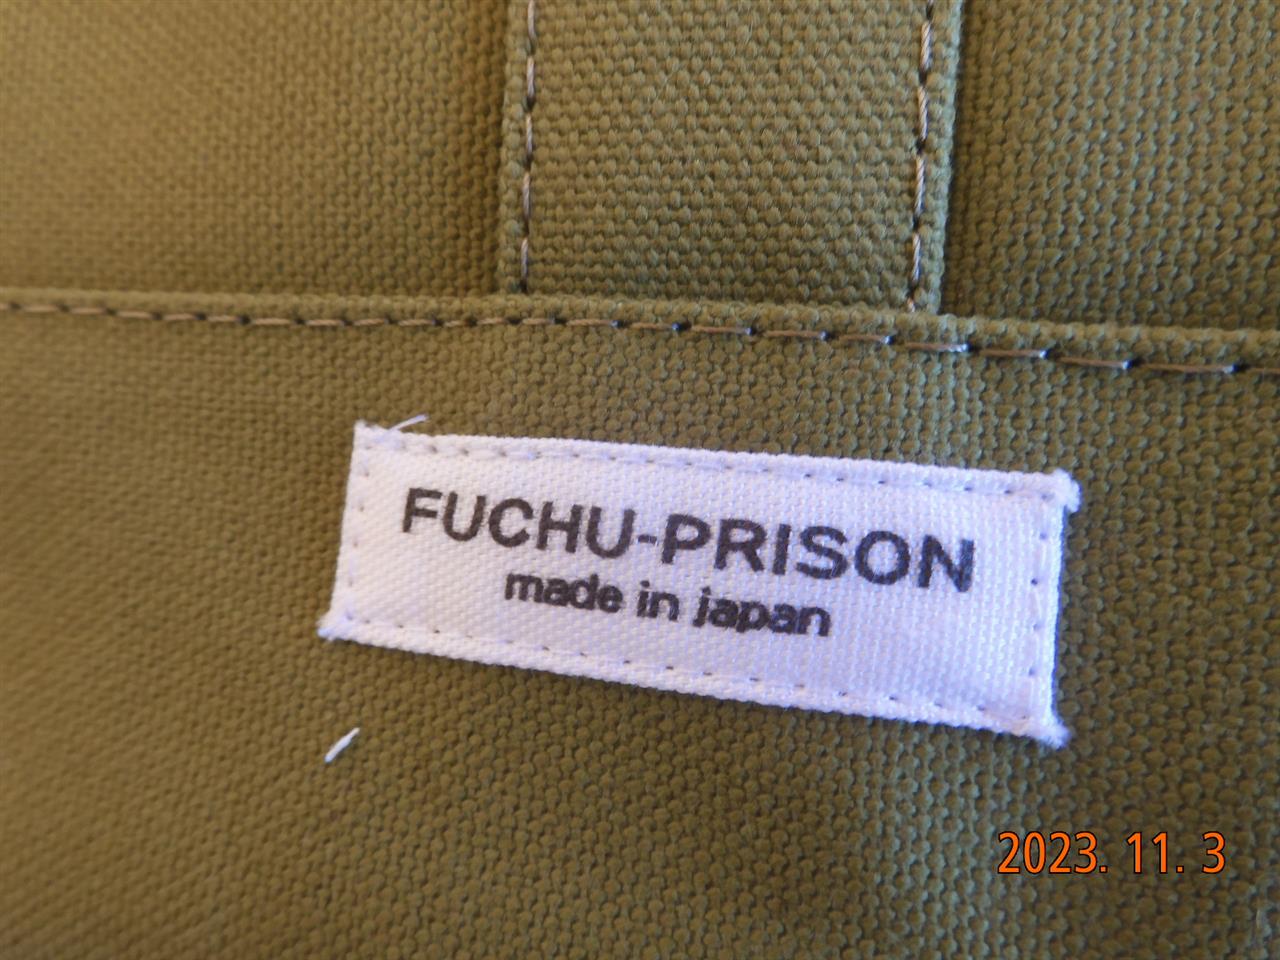 FUCHU-PRISON
made in japan
2023. 11. 3